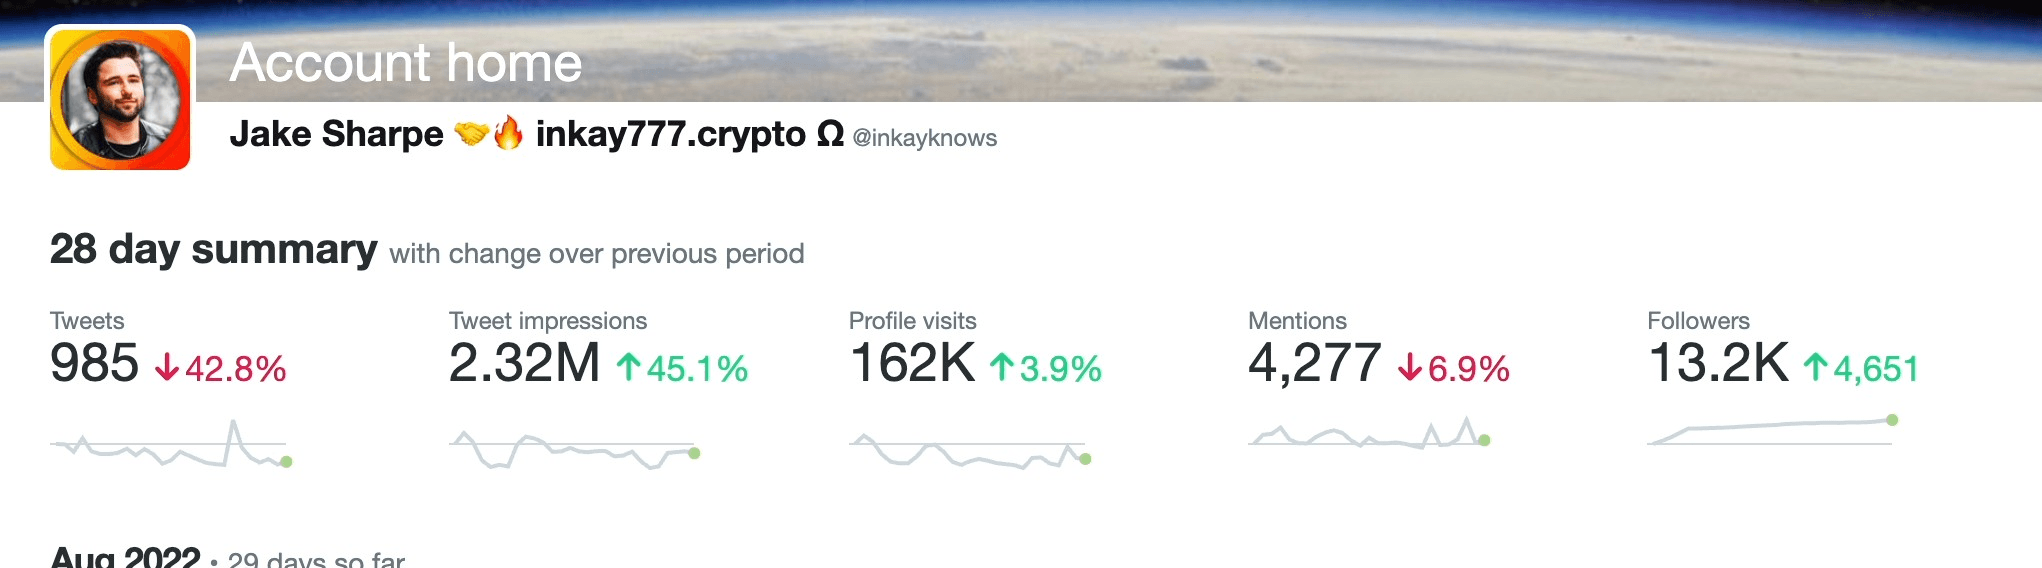 Account home
Jake Sharpe 🤝🔥 inkay777.crypto Ω @inkayknows
28 day summary with change over previous period
Tweets
985 ↓42.8%
Tweet impressions
2.32M ↑45.1%
Profile visits
162K ↑3.9%
Mentions
4,277 ↓6.9%
Followers
13.2K ↑4,651
Aug 2022 • 29 days so far